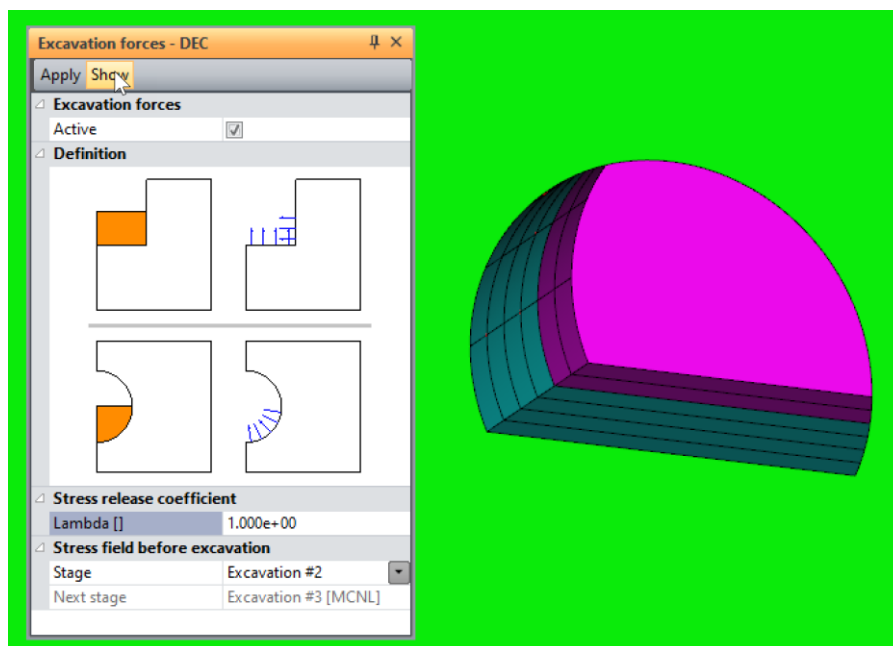 Excavation forces - DEC
Apply Show
Excavation forces
Active
Definition
Stress release coefficient
Lambda [] 1.000e+00
Stress field before excavation
Stage Excavation #2
Next stage Excavation #3 [MCNL]